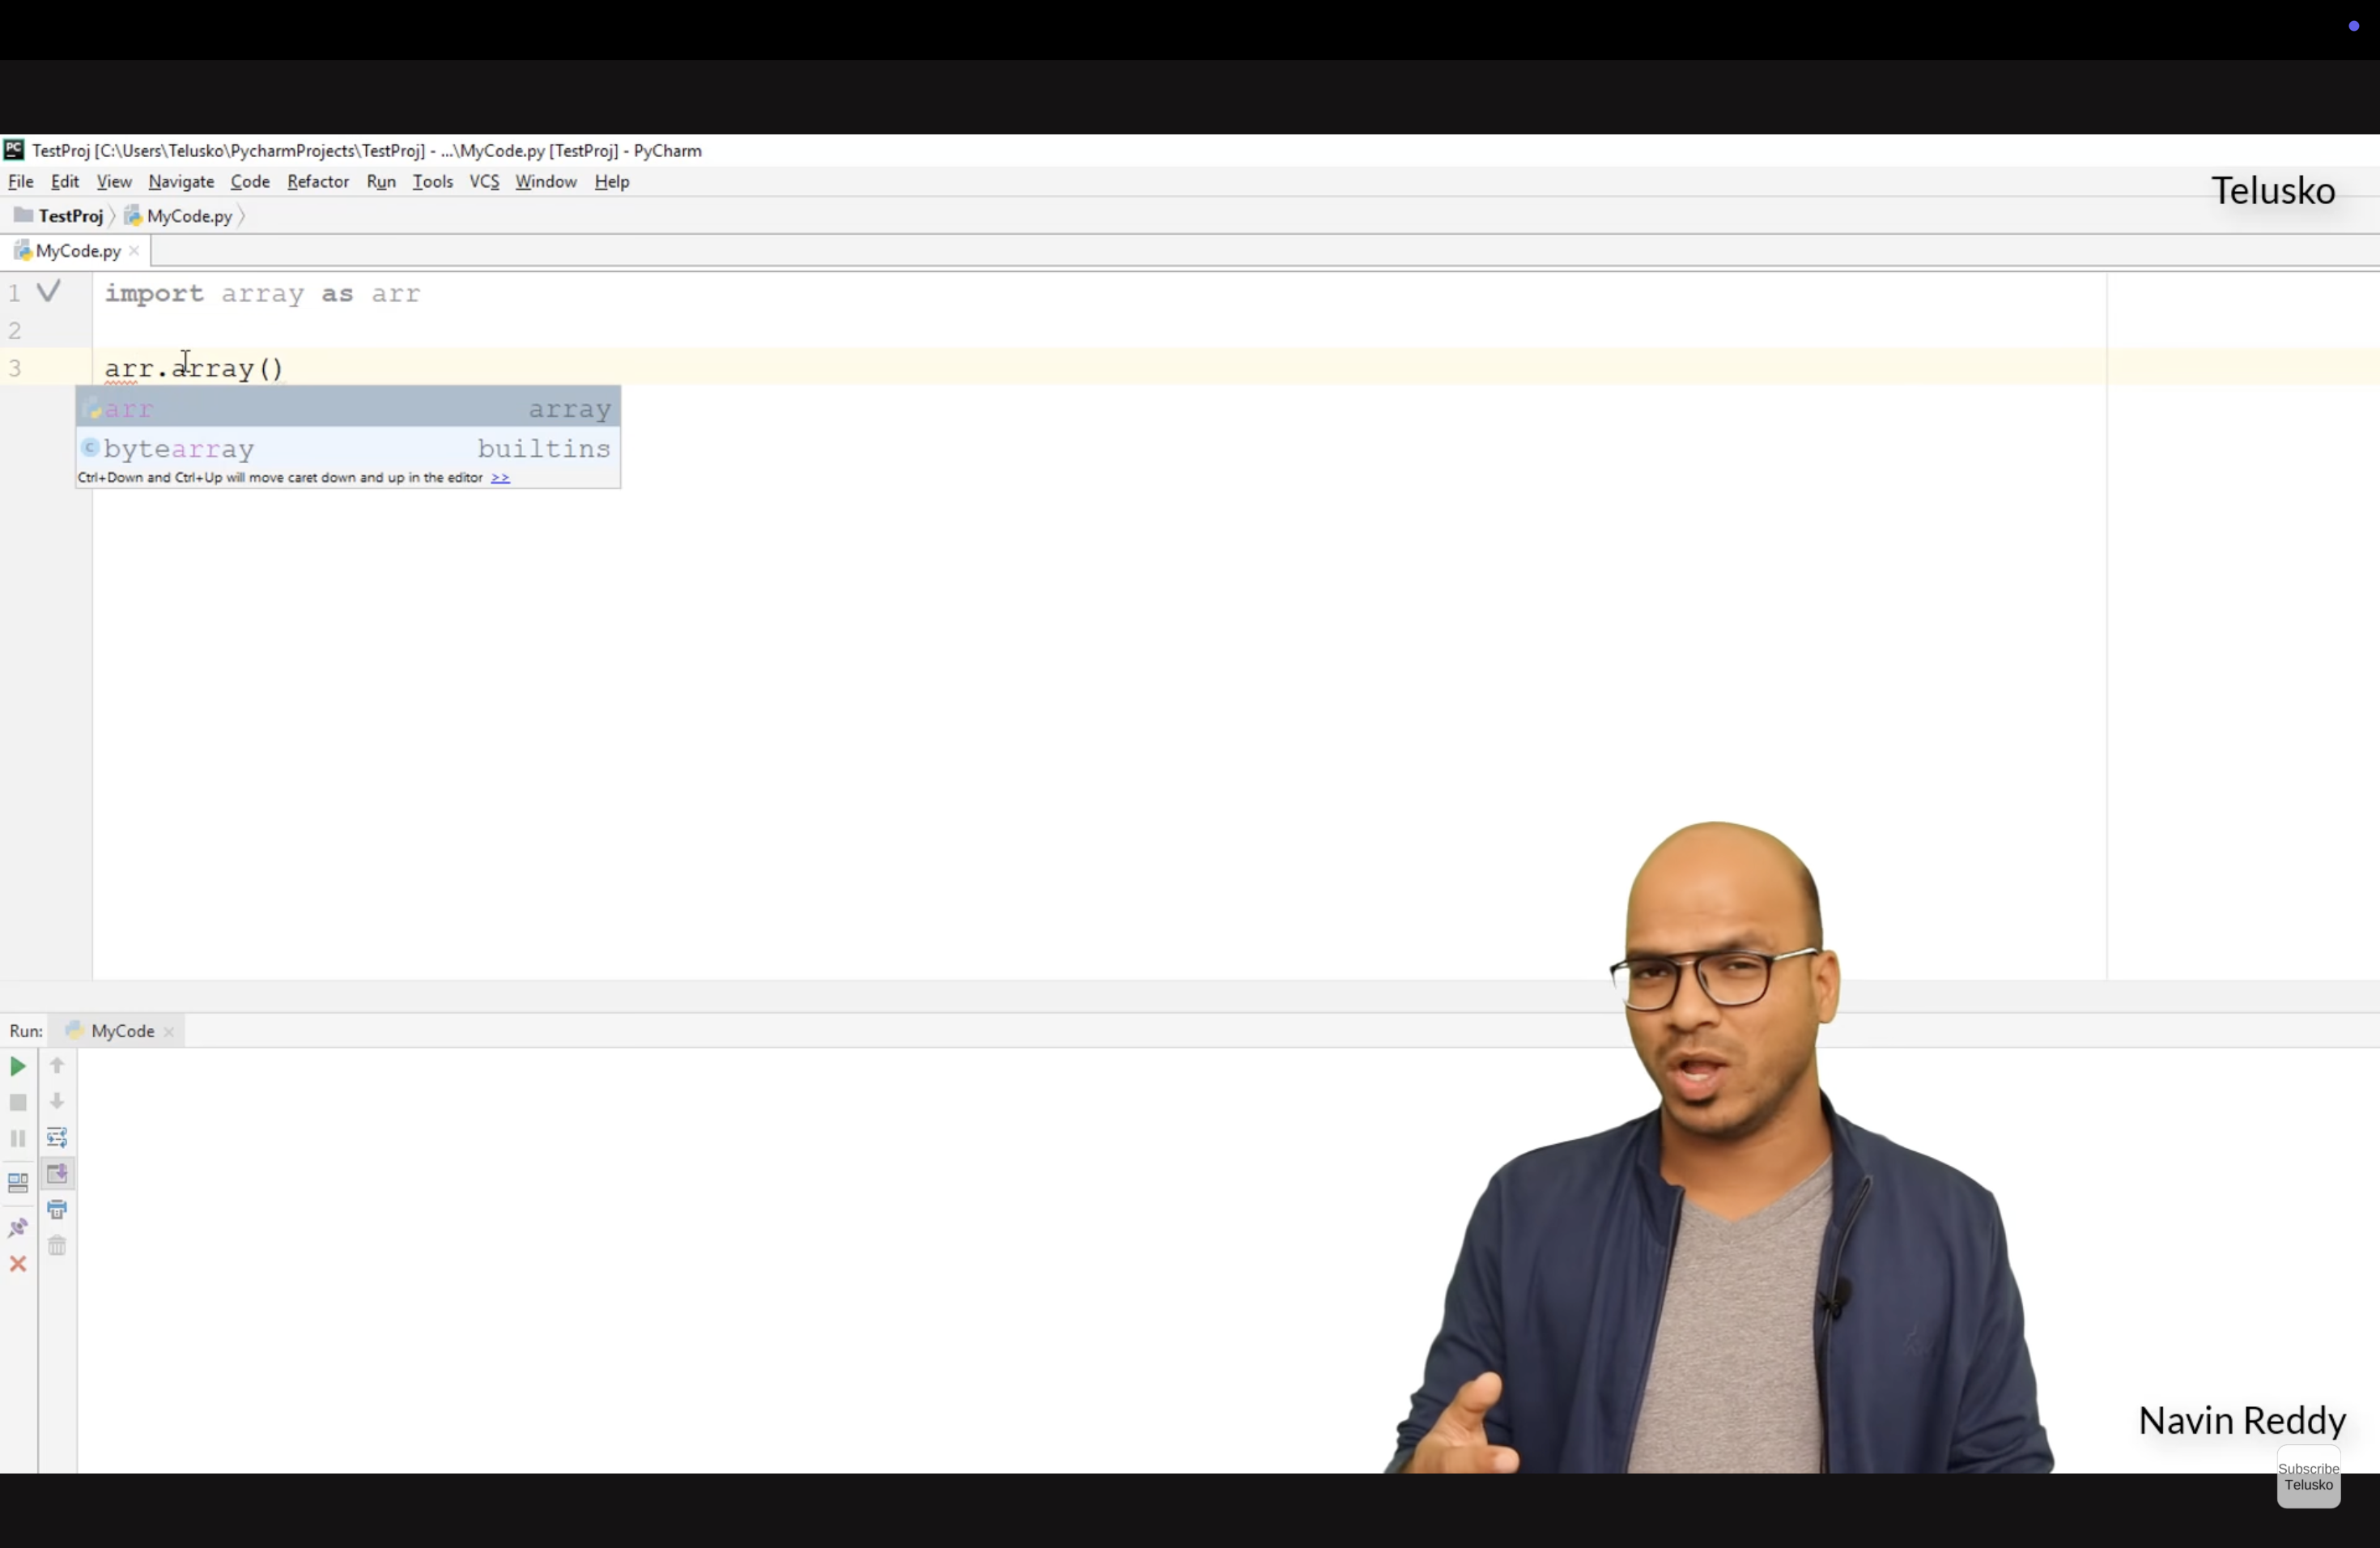 TestProj [C:\Users\Telusko\PycharmProjects\TestProj] - ...\MyCode.py [TestProj] - PyCharm
File Edit View Navigate Code Refactor Run Tools VCS Window Help
Telusko
TestProj MyCode.py
MyCode.py
1 import array as arr
2
3 arr.array()
arr array
bytearray builtins
Ctrl+Down and Ctrl+Up will move caret down and up in the editor >>
Run: MyCode
Navin Reddy
Subscribe
Telusko